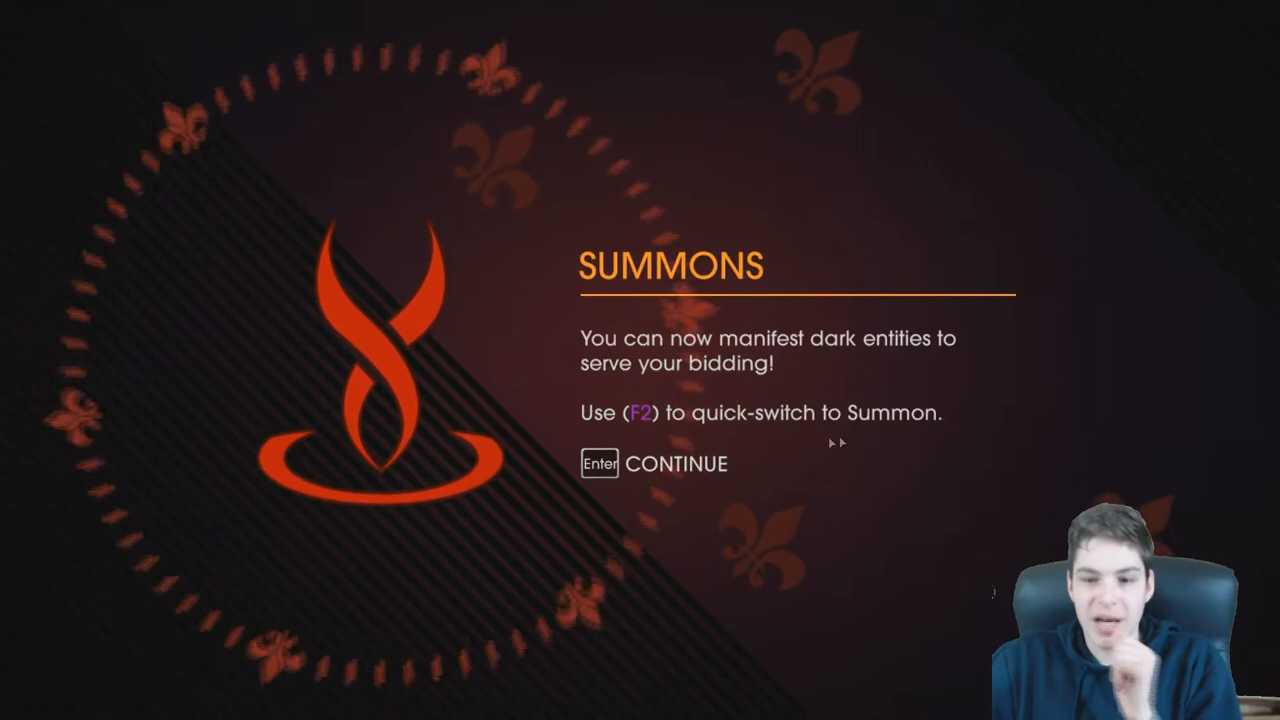 SUMMONS
You can now manifest dark entities to
serve your bidding!
Use (F2) to quick-switch to Summon.
Enter CONTINUE